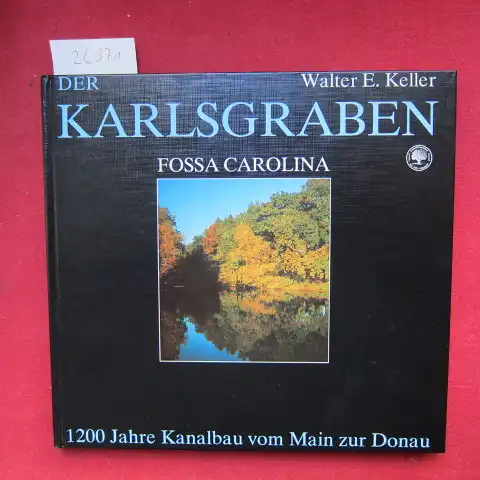 26371
DER
Walter E. Keller
KARLSGRABEN
FOSSA CAROLINA
1200 Jahre Kanalbau vom Main zur Donau